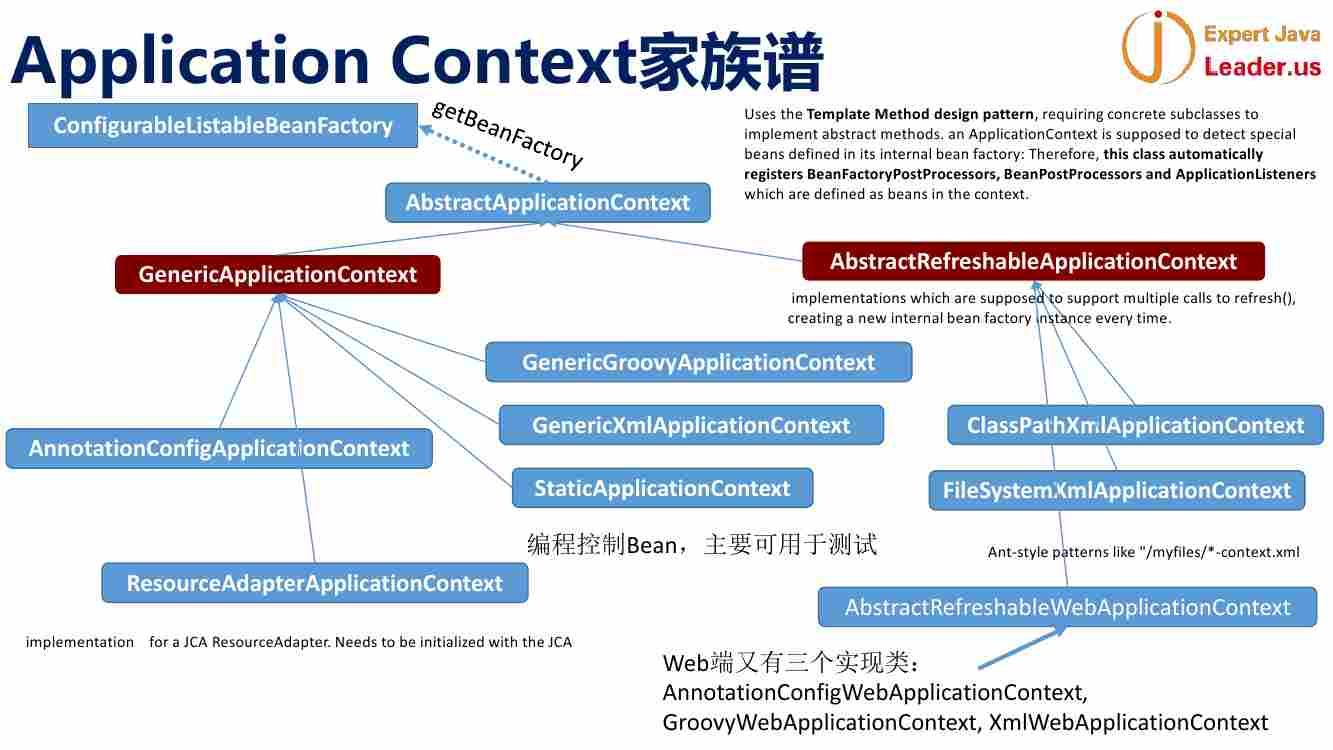 Application Context家族谱
Expert Java
Leader.us
ConfigurableListableBeanFactory
getBeanFactory
Uses the Template Method design pattern, requiring concrete subclasses to
implement abstract methods. an ApplicationContext is supposed to detect special
beans defined in its internal bean factory: Therefore, this class automatically
registers BeanFactoryPostProcessors, BeanPostProcessors and ApplicationListeners
which are defined as beans in the context.
AbstractApplicationContext
GenericApplicationContext
AbstractRefreshableApplicationContext
implementations which are supposed to support multiple calls to refresh(),
creating a new internal bean factory instance every time.
GenericGroovyApplicationContext
GenericXmlApplicationContext
ClassPathXmlApplicationContext
AnnotationConfigApplicationContext
StaticApplicationContext
FileSystemXmlApplicationContext
编程控制Bean，主要可用于测试
Ant-style patterns like "/myfiles/*-context.xml
ResourceAdapterApplicationContext
AbstractRefreshableWebApplicationContext
implementation for a JCA ResourceAdapter. Needs to be initialized with the JCA
Web端又有三个实现类：
AnnotationConfigWebApplicationContext,
GroovyWebApplicationContext, XmlWebApplicationContext